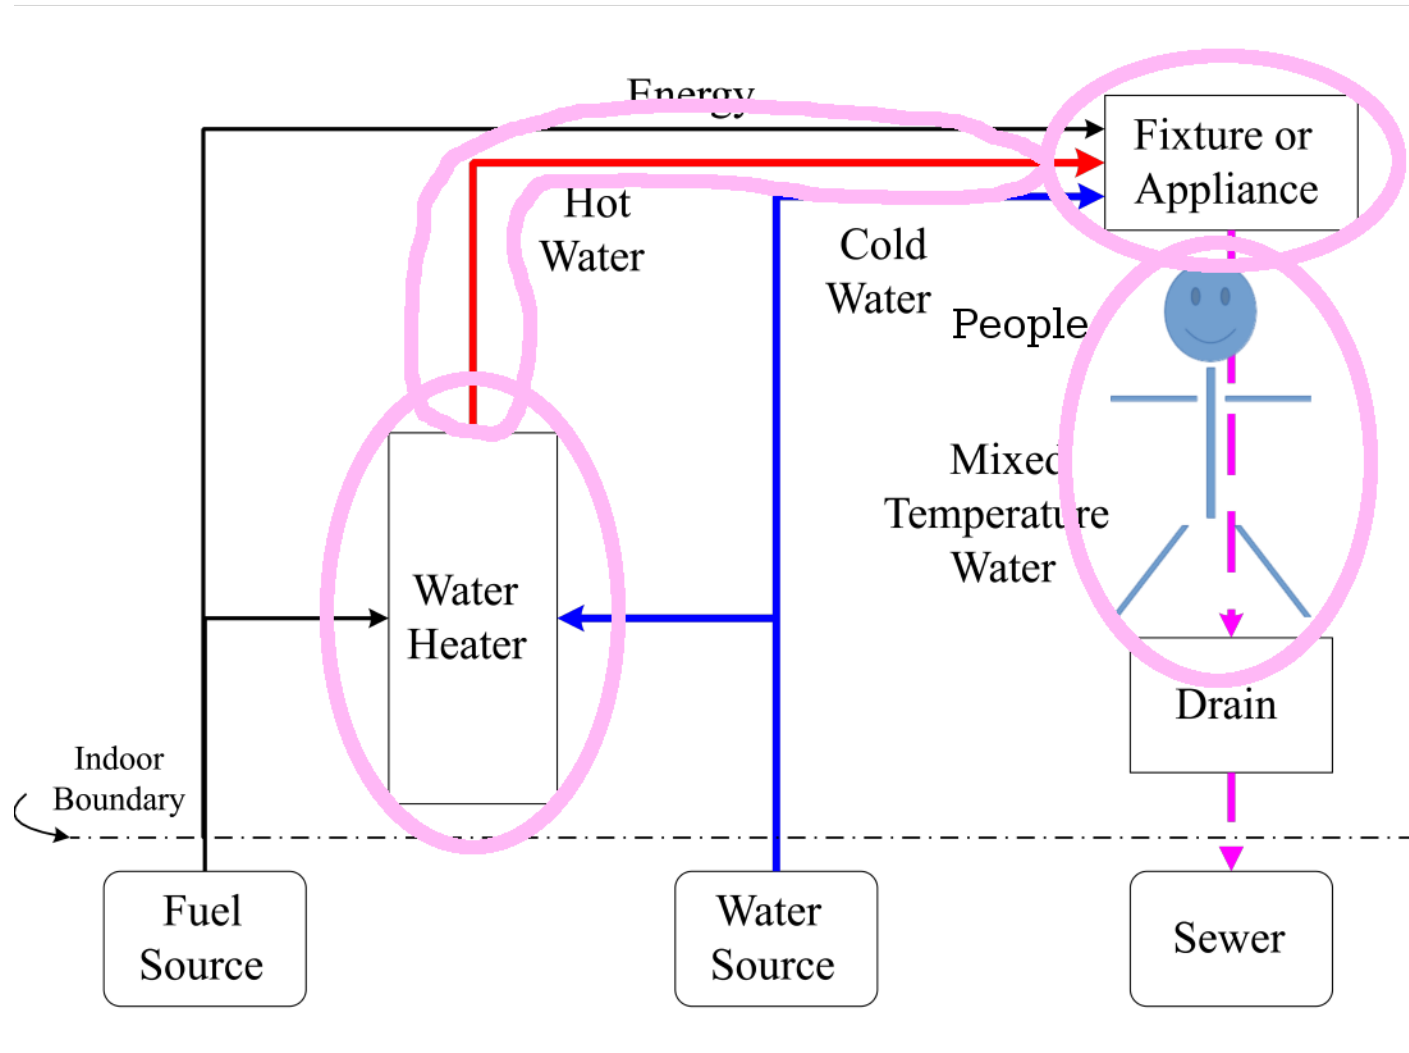 Energy
Fixture or
Appliance
Hot
Water
Cold
Water
People
Mixed
Temperature
Water
Water
Heater
Drain
Indoor
Boundary
Fuel
Source
Water
Source
Sewer